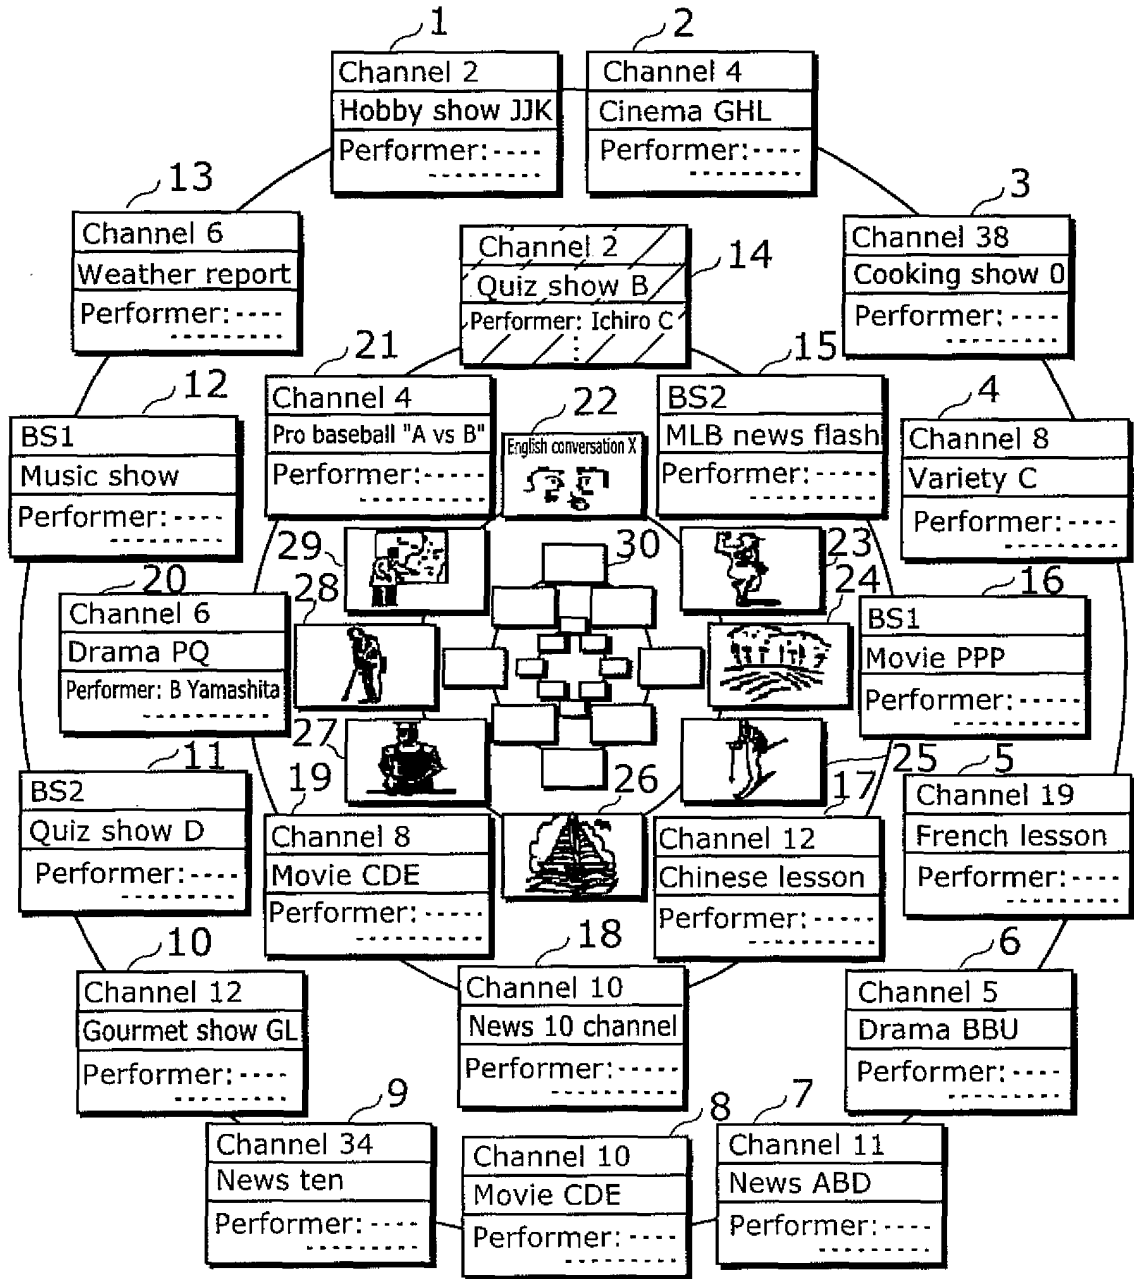 1
2
Channel 2
Hobby show JJK
Performer:----
---------
Channel 4
Cinema GHL
Performer:----
---------
13
3
Channel 6
Weather report
Performer:----
---------
Channel 2
Quiz show B
Performer: Ichiro C
14
Channel 38
Cooking show 0
Performer:----
---------
21
15
12
4
Channel 4
Pro baseball "A vs B"
Performer:-----
----------
22
English conversation X
BS2
MLB news flash
Performer:-----
----------
BS1
Music show
Performer:----
---------
Channel 8
Variety C
Performer:----
---------
29
30
23
20
28
24
16
Channel 6
Drama PQ
Performer: B Yamashita
----------
BS1
Movie PPP
Performer:----
---------
27
11
25
5
19
26
17
BS2
Quiz show D
Performer:----
---------
Channel 8
Movie CDE
Performer:-----
----------
Channel 12
Chinese lesson
Performer:----
---------
Channel 19
French lesson
Performer:----
---------
10
18
6
Channel 12
Gourmet show GL
Performer:----
---------
Channel 10
News 10 channel
Performer:----
----------
Channel 5
Drama BBU
Performer:----
---------
9
8
7
Channel 34
News ten
Performer:----
---------
Channel 10
Movie CDE
Performer:----
---------
Channel 11
News ABD
Performer:----
---------